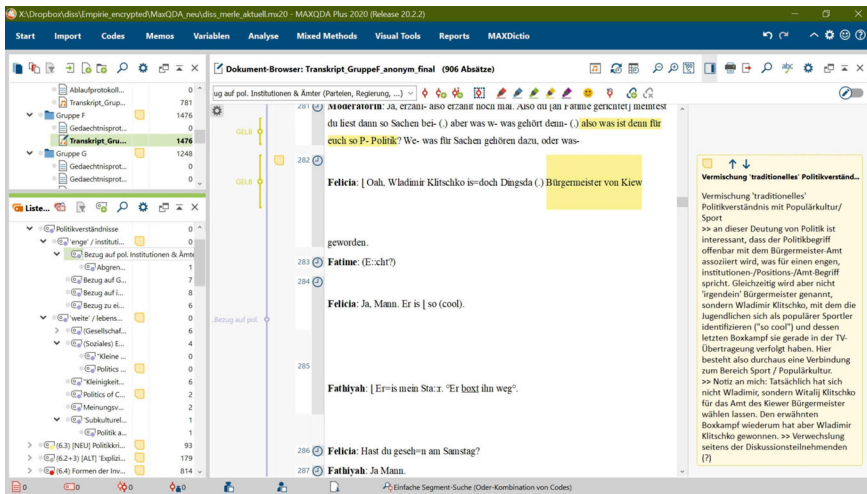 X:\Dropbox\diss\Empirie_encrypted\MaxQDA_neu\diss_merle_aktuell.mx20 - MAXQDA Plus 2020 (Release 20.2.2)
Start Import Codes Memos Variablen Analyse Mixed Methods Visual Tools Reports MAXDictio
Ablaufprotokoll... 0
Transkript_Grup... 781
Gruppe F 1476
Gedaechtnisprot... 0
Transkript_Gru... 1476
Gruppe G 1248
Gedaechtnisprot... 0
Gedaechtnisprot... 0
Liste...
Politikverständnisse 0
'enge' / instituti... 0
Bezug auf pol. Institutionen & Ämte
Abgren... 1
Bezug auf G... 7
Bezug auf i... 8
Bezug zu ei... 6
'weite' / lebens... 0
(Gesellschaf... 6
(Soziales) E... 4
"Kleine ... 0
Politics ... 0
"Kleinigkeit... 6
Politics of C... 2
Meinungsv... 2
'Subkulturel... 1
Politik a... 1
(6.3) [NEU] Politikkri... 93
(6.2+3) [ALT] 'Explizi... 179
(6.4) Formen der Inv... 814
Dokument-Browser: Transkript_GruppeF_anonym_final (906 Absätze)
ug auf pol. Institutionen & Ämter (Parteien, Regierung, ...)
281 Moderatorin: Ja, erzähl- also erzähl noch mal. Also du [an Fatime gerichtet] meintest
du liest dann so Sachen bei- (.) aber was w- was gehört denn- (.) also was ist denn für
GELB
euch so P- Politik? We- was für Sachen gehören dazu, oder was-
282
GELB
Felicia: [ Oah, Wladimir Klitschko is=doch Dingsda (.) Bürgermeister von Kiew
geworden.
283 Fatime: (E::xht?)
284
Felicia: Ja, Mann. Er is [ so (cool).
..Bezug auf pol.
285
Fathiyah: [ Er=is mein Sta::r. °Er boxt ihn weg°.
286 Felicia: Hast du geseh=n am Samstag?
287 Fathiyah: Ja Mann.
Vermischung 'traditionelles' Politikverständ...
Vermischung 'traditionelles'
Politikverständnis mit Populärkultur/
Sport
>> an dieser Deutung von Politik ist
interessant, dass der Politikbegriff
offenbar mit dem Bürgermeister-Amt
assoziiert wird, was für einen engen,
institutionen-/Positions-/Amt-Begriff
spricht. Gleichzeitig wird aber nicht
'irgendein' Bürgermeister genannt,
sondern Wladimir Klitschko, mit dem die
Jugendlichen sich als populärer Sportler
identifizieren ("so cool") und dessen
letzten Boxkampf sie gerade in der TV-
Übertragung verfolgt haben. Hier
besteht also durchaus eine Verbindung
zum Bereich Sport / Populärkultur.
>> Notiz an mich: Tatsächlich hat sich
nicht Wladimir, sondern Witalij Klitschko
für das Amt des Kiewer Bürgermeister
wählen lassen. Den erwähnten
Boxkampf wiederum hat aber Wladimir
Klitschko gewonnen. >> Verwechslung
seitens der Diskussionsteilnehmenden
(?)
0 0 0 0 Einfache Segment-Suche (Oder-Kombination von Codes)